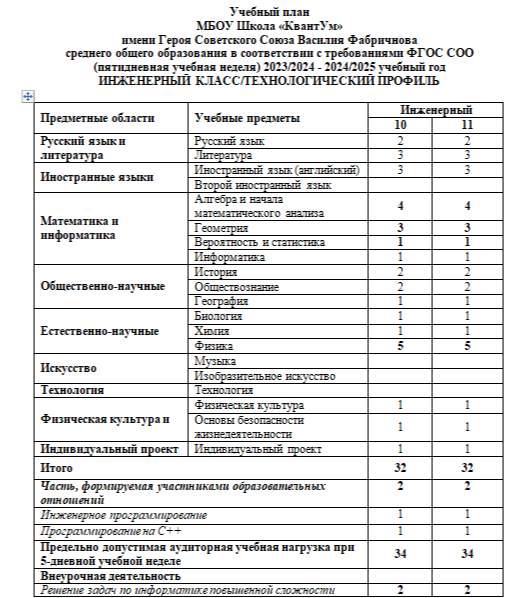 Учебный план
МБОУ Школа «КвантУм»
имени Героя Советского Союза Василия Фабричнова
среднего общего образования в соответствии с требованиями ФГОС СОО
(пятидневная учебная неделя) 2023/2024 - 2024/2025 учебный год
ИНЖЕНЕРНЫЙ КЛАСС/ТЕХНОЛОГИЧЕСКИЙ ПРОФИЛЬ
Предметные области Учебные предметы Инженерный
10 11
Русский язык и литература Русский язык 2 2
Литература 3 3
Иностранные языки Иностранный язык (английский) 3 3
Второй иностранный язык
Математика и информатика Алгебра и начала математического анализа 4 4
Геометрия 3 3
Вероятность и статистика 1 1
Информатика 1 1
Общественно-научные История 2 2
Обществознание 2 2
География 1 1
Естественно-научные Биология 1 1
Химия 1 1
Физика 5 5
Искусство Музыка
Изобразительное искусство
Технология Технология
Физическая культура и Физическая культура 1 1
Основы безопасности жизнедеятельности 1 1
Индивидуальный проект Индивидуальный проект 1 1
Итого 32 32
Часть, формируемая участниками образовательных отношений 2 2
Инженерное программирование 1 1
Программирование на С++ 1 1
Предельно допустимая аудиторная учебная нагрузка при 5-дневной учебной неделе 34 34
Внеурочная деятельность
Решение задач по информатике повышенной сложности 2 2